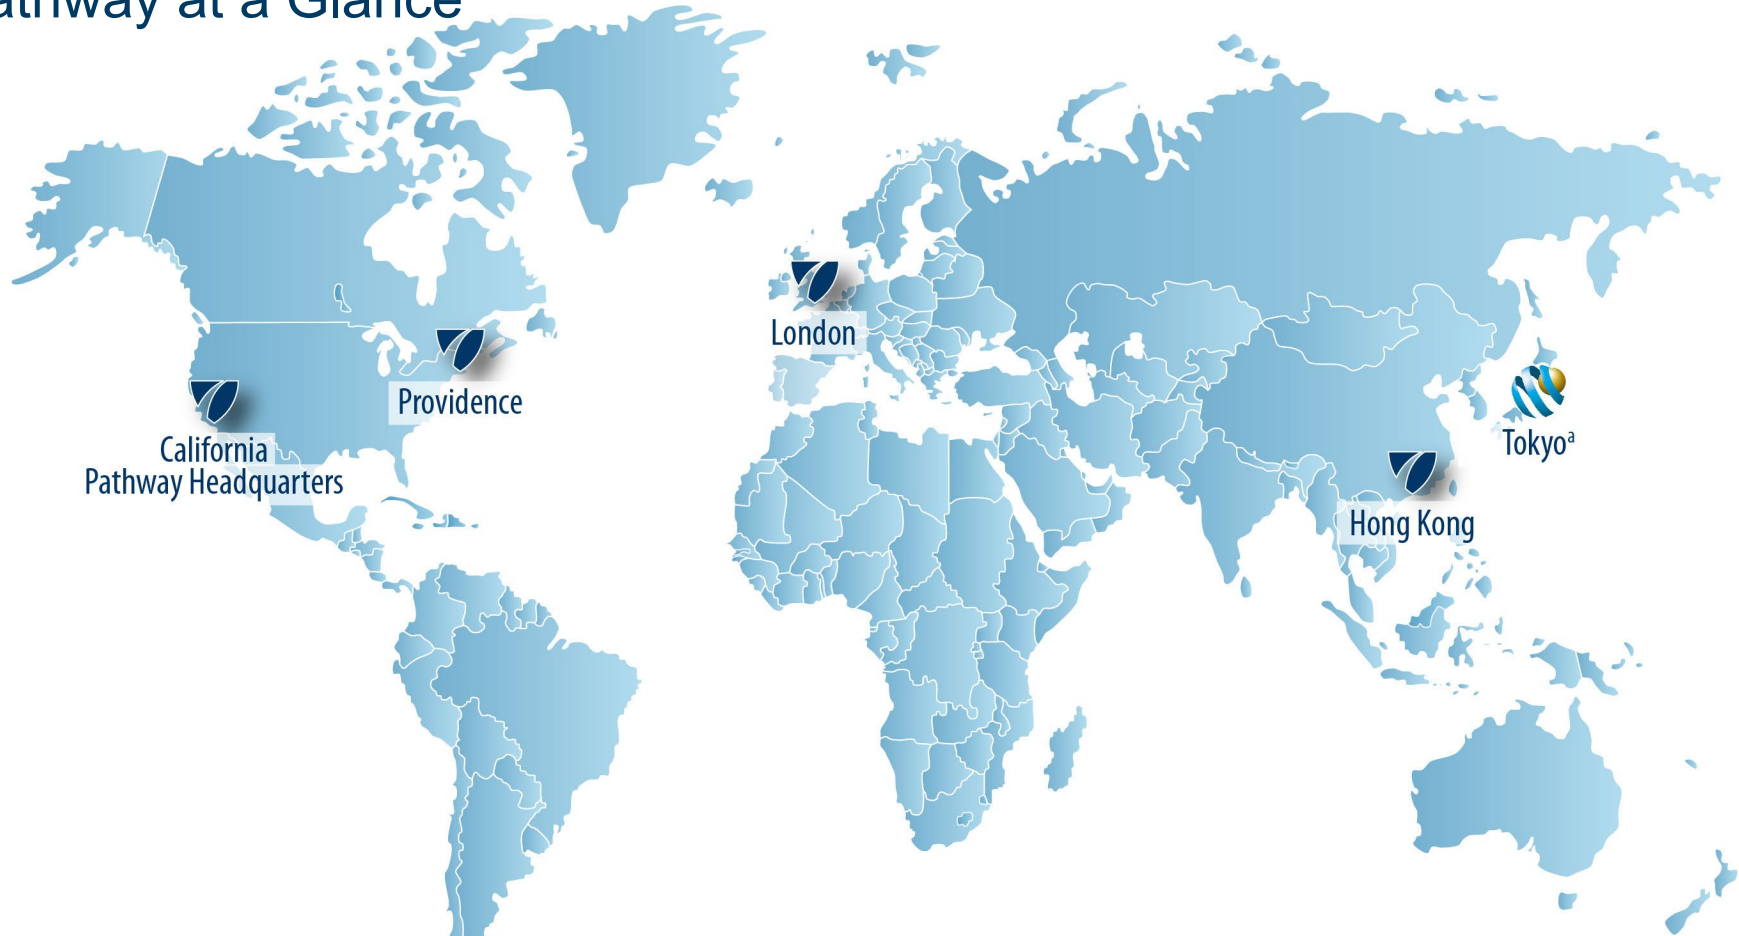 athway at a Glance
London
Providence
California
Pathway Headquarters
Tokyoᵃ
Hong Kong